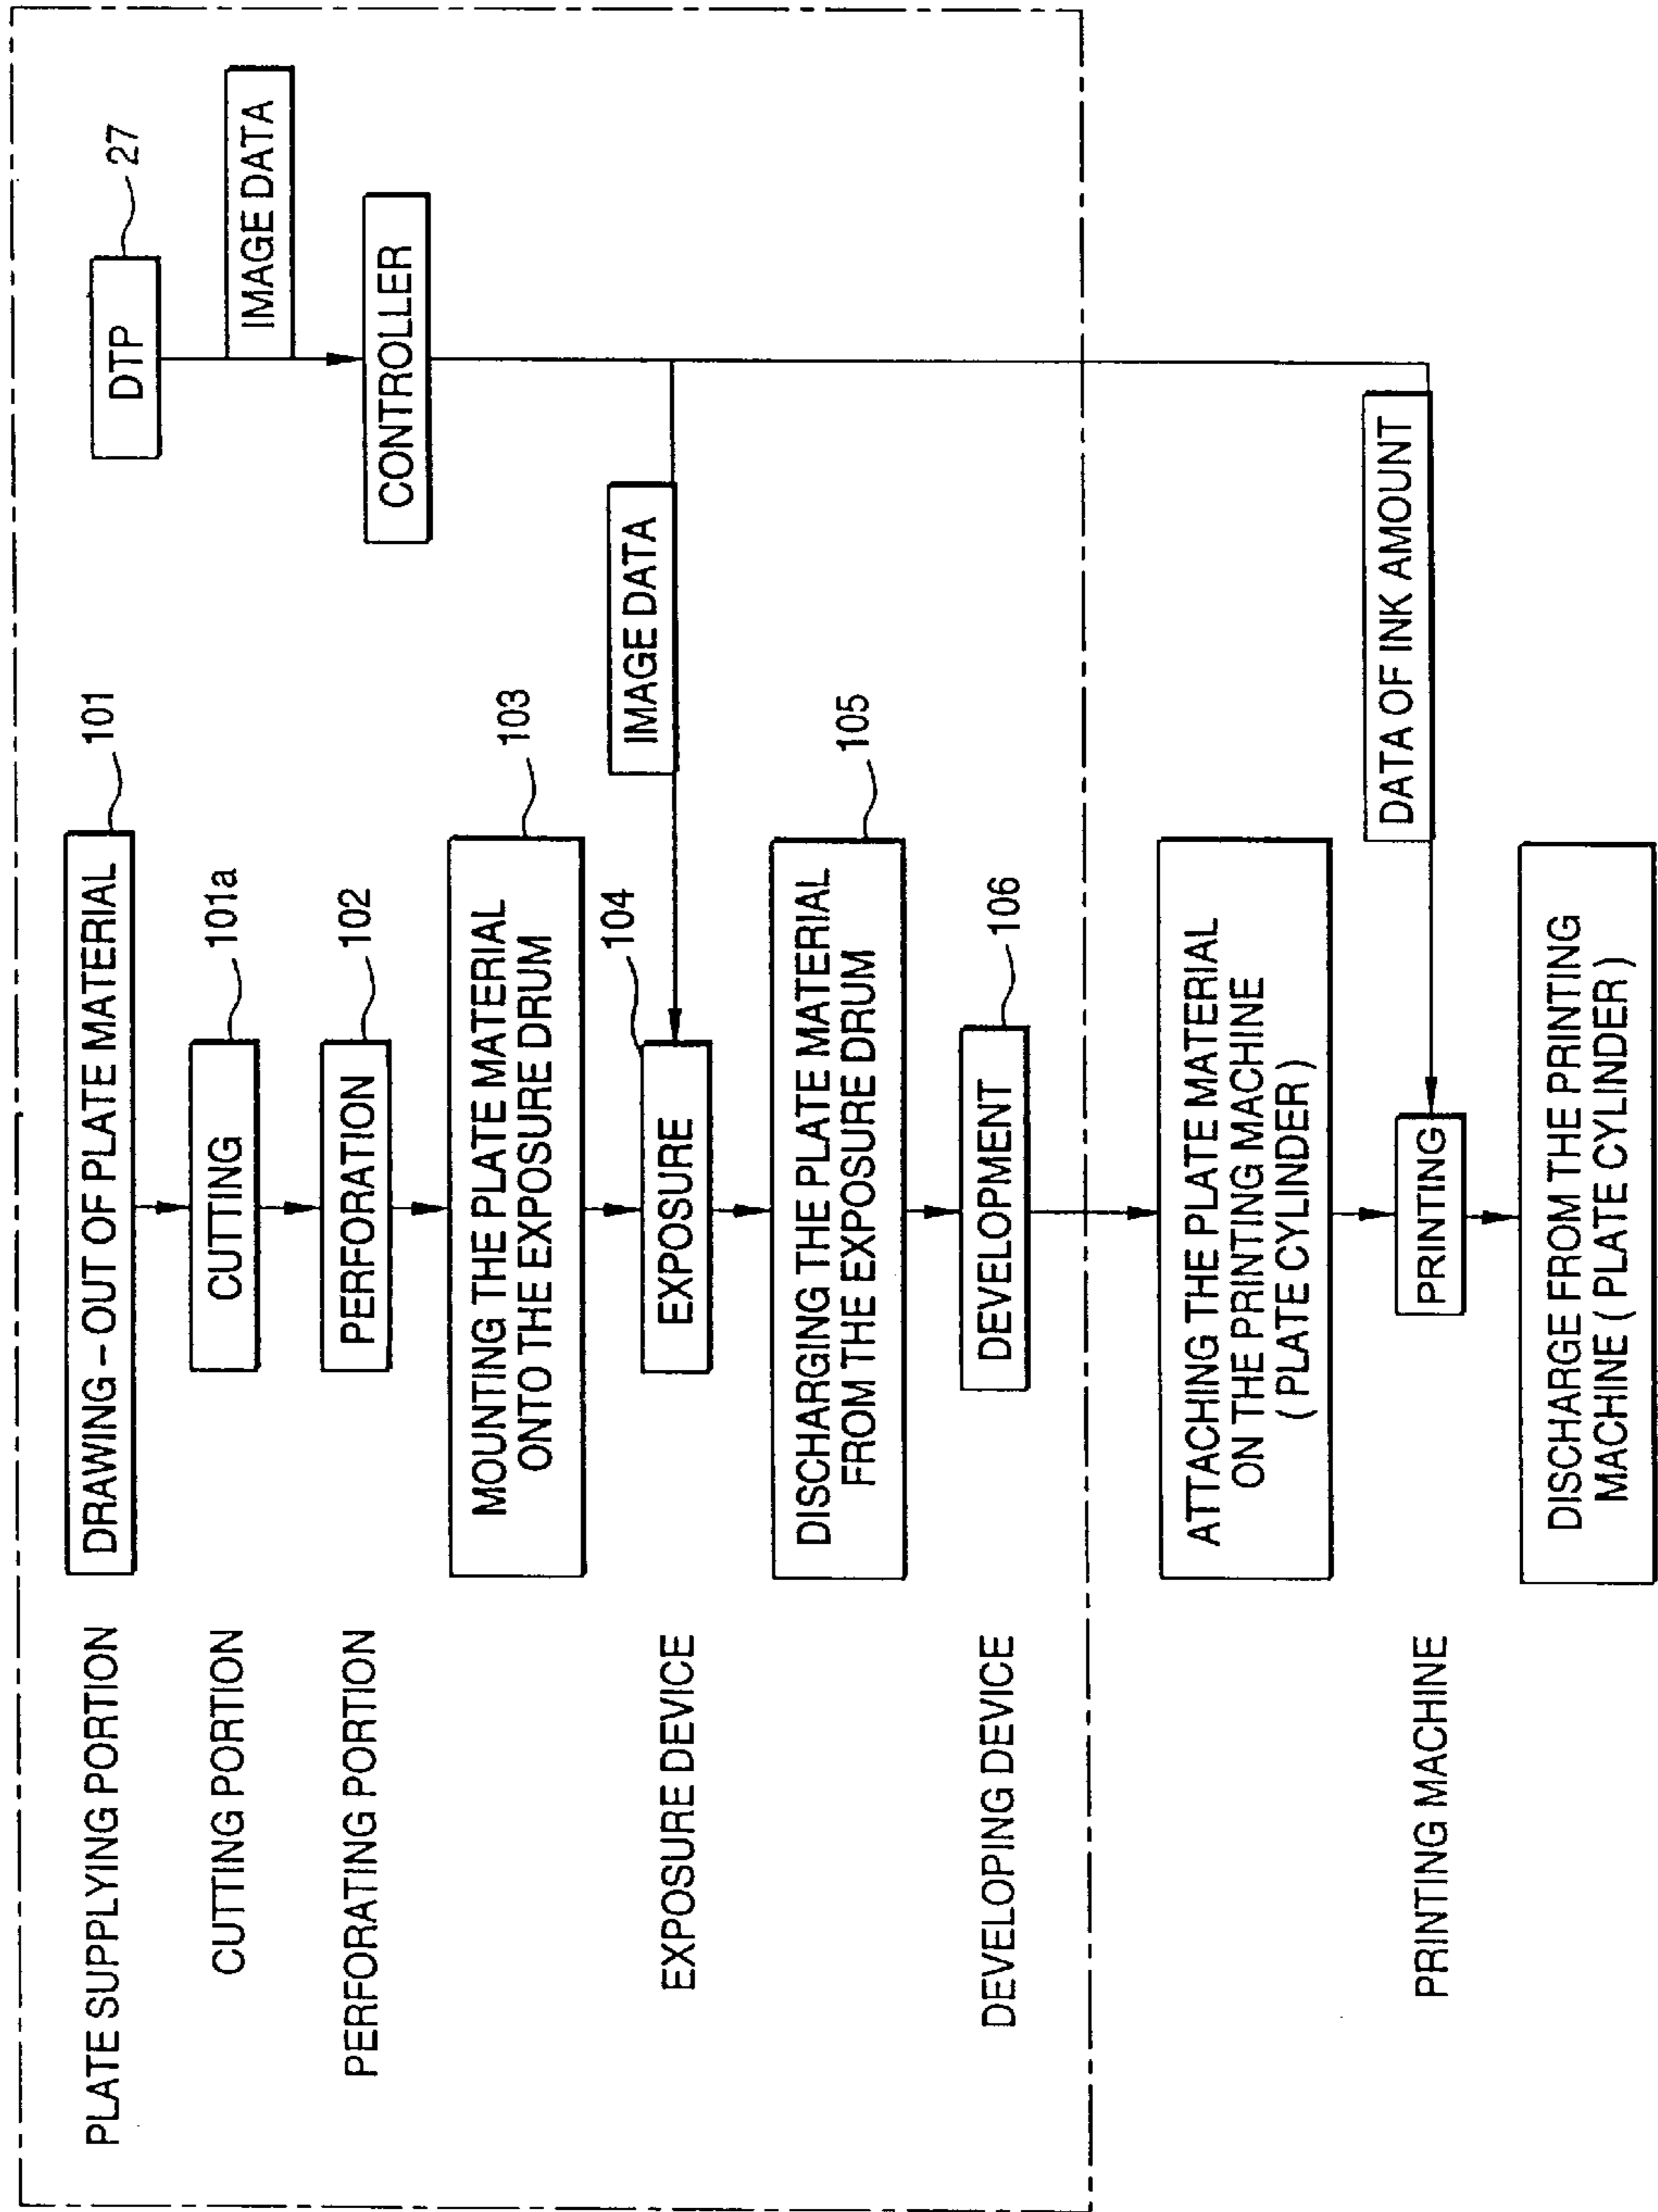 PLATE SUPPLYING PORTION
DRAWING – OUT OF PLATE MATERIAL
101
DTP
27
IMAGE DATA
CUTTING PORTION
CUTTING
101a
PERFORATING PORTION
PERFORATION
102
CONTROLLER
MOUNTING THE PLATE MATERIAL
ONTO THE EXPOSURE DRUM
103
EXPOSURE DEVICE
EXPOSURE
104
IMAGE DATA
DISCHARGING THE PLATE MATERIAL
FROM THE EXPOSURE DRUM
105
DEVELOPING DEVICE
DEVELOPMENT
106
ATTACHING THE PLATE MATERIAL
ON THE PRINTING MACHINE
( PLATE CYLINDER )
PRINTING MACHINE
PRINTING
DATA OF INK AMOUNT
DISCHARGE FROM THE PRINTING
MACHINE ( PLATE CYLINDER )